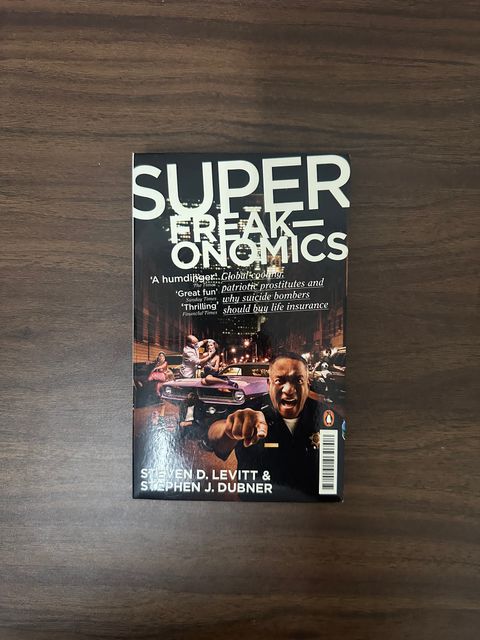 SUPER
FREAK–
ONOMICS
'A humdinger'
The Times
'Great fun'
Sunday Times
'Thrilling'
Financial Times
Global cooling,
patriotic prostitutes and
why suicide bombers
should buy life insurance
STEVEN D. LEVITT &
STEPHEN J. DUBNER